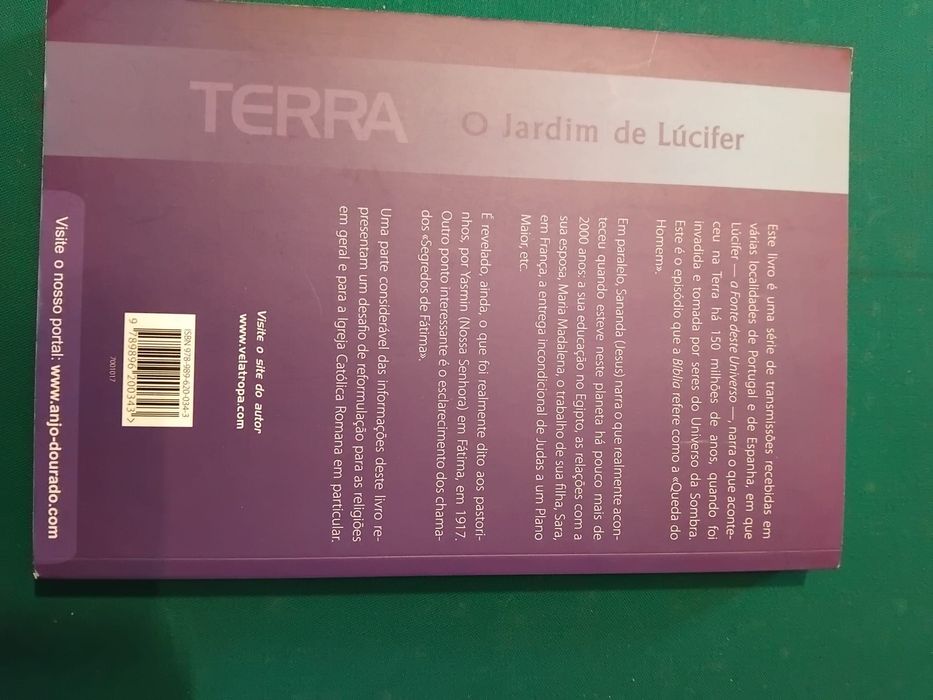 TERRA
O Jardim de Lúcifer
Este livro é uma série de transmissões recebidas em
várias localidades de Portugal e de Espanha, em que
Lúcifer — a Fonte deste Universo —, narra o que aconte-
ceu na Terra há 150 milhões de anos, quando foi
invadida e tomada por seres do Universo da Sombra.
Este é o episódio que a Bíblia refere como a «Queda do
Homem».
Em paralelo, Sananda (Jesus) narra o que realmente acon-
teceu quando esteve neste planeta há pouco mais de
2000 anos: a sua educação no Egipto, as relações com a
sua esposa, Maria Madalena, o trabalho de sua filha, Sara,
em França, a entrega incondicional de Judas a um Plano
Maior, etc.
É revelado, ainda, o que foi realmente dito aos pastori-
nhos, por Yasmin (Nossa Senhora) em Fátima, em 1917.
Outro ponto interessante é o esclarecimento dos chama-
dos «Segredos de Fátima».
Uma parte considerável das informações deste livro re-
presentam um desafio de reformulação para as religiões
em geral e para a Igreja Católica Romana em particular.
Visite o site do autor
www.velatropa.com
ISBN 978-989-620-034-3
9 789896 200343 >
7001017
Visite o nosso portal: www.anjo-dourado.com